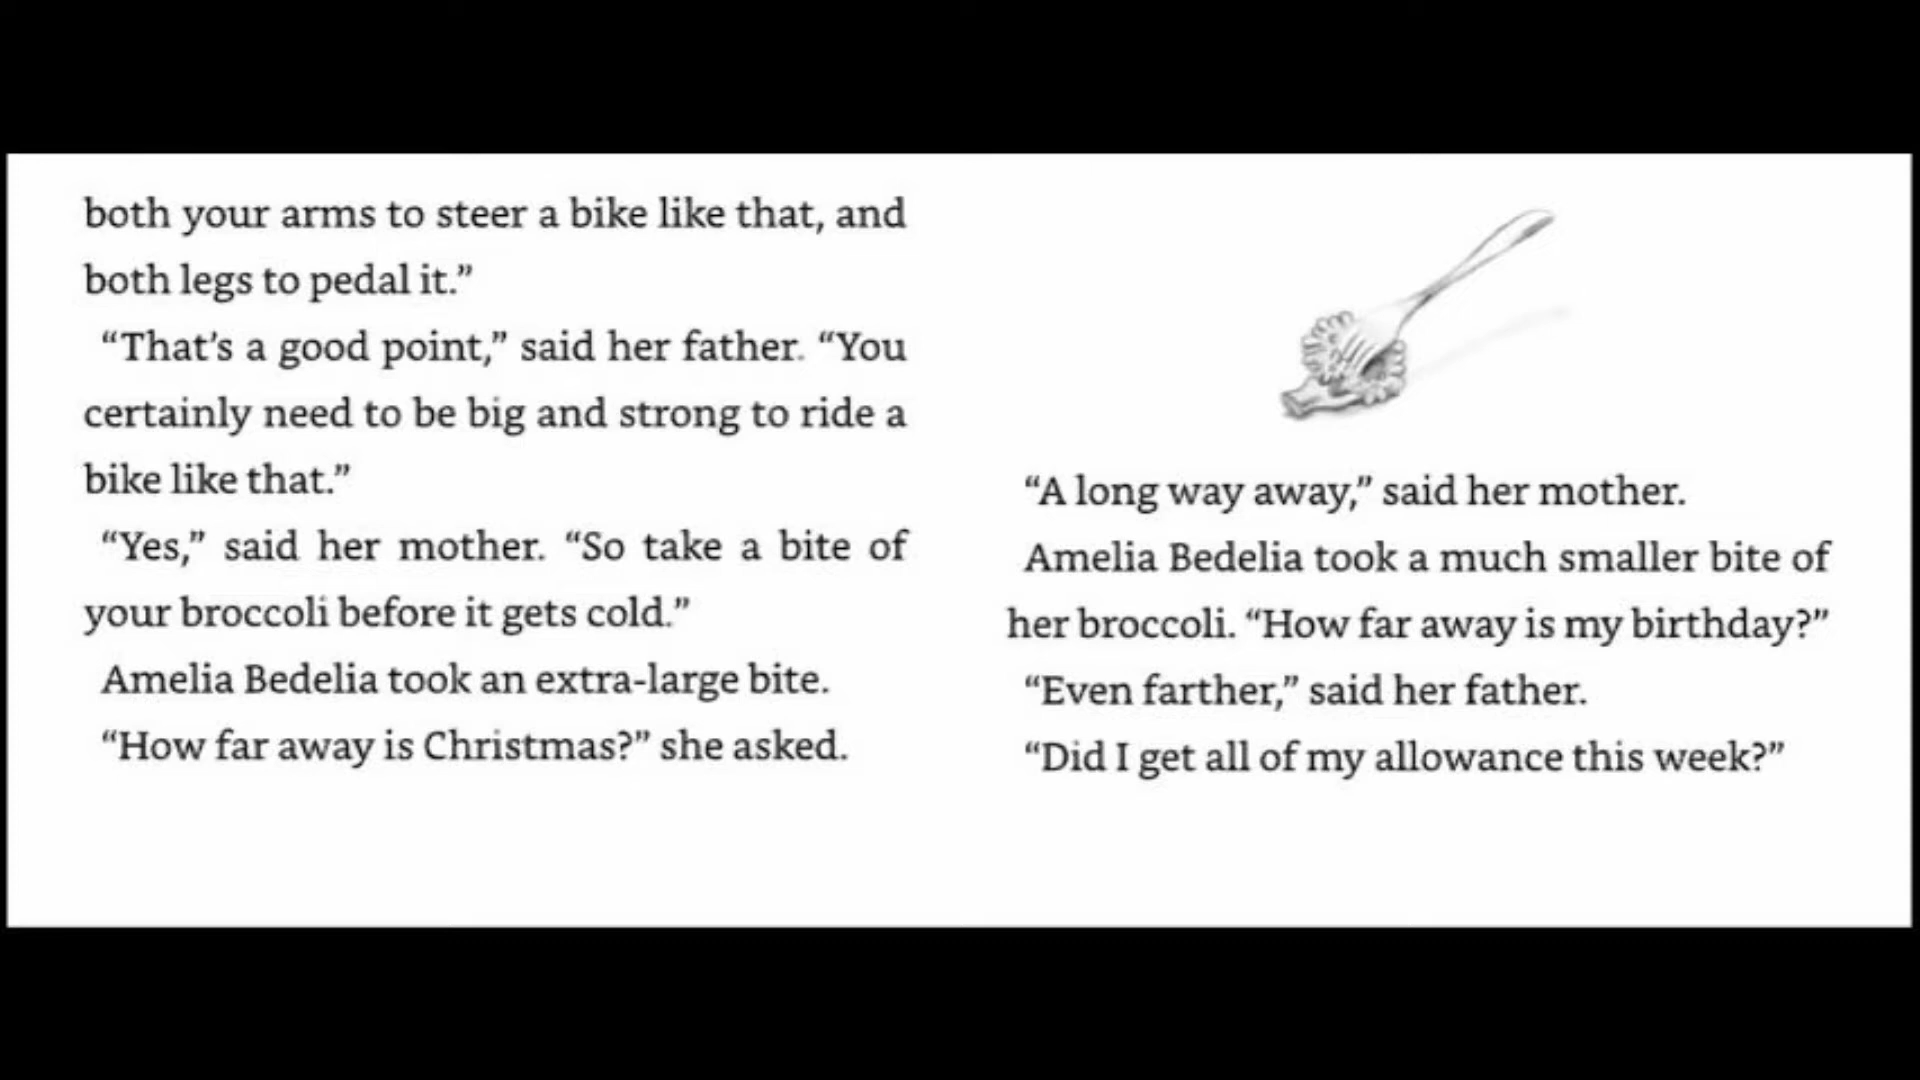 both your arms to steer a bike like that, and
both legs to pedal it.”
“That’s a good point,” said her father. “You
certainly need to be big and strong to ride a
bike like that.”
“Yes,” said her mother. “So take a bite of
your broccoli before it gets cold.”
Amelia Bedelia took an extra-large bite.
“How far away is Christmas?” she asked.
“A long way away,” said her mother.
Amelia Bedelia took a much smaller bite of
her broccoli. “How far away is my birthday?”
“Even farther,” said her father.
“Did I get all of my allowance this week?”